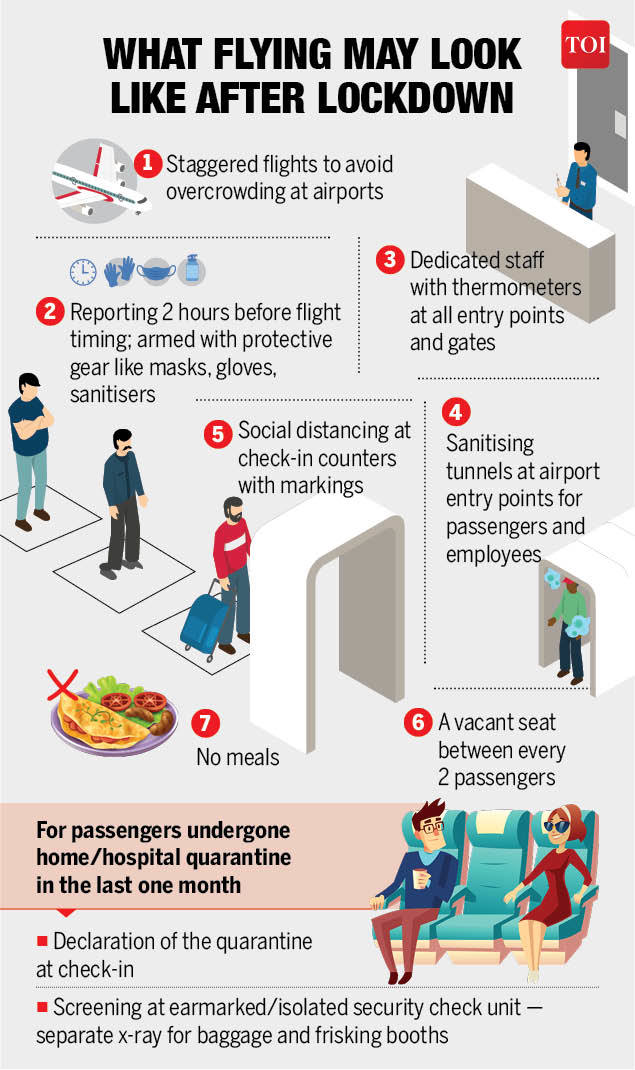 TOI
WHAT FLYING MAY LOOK
LIKE AFTER LOCKDOWN
1 Staggered flights to avoid
overcrowding at airports
2 Reporting 2 hours before flight
timing; armed with protective
gear like masks, gloves,
sanitisers
3 Dedicated staff
with thermometers
at all entry points
and gates
4
Sanitising
tunnels at airport
entry points for
passengers and
employees
5 Social distancing at
check-in counters
with markings
6 A vacant seat
between every
2 passengers
7
No meals
For passengers undergone
home/hospital quarantine
in the last one month
Declaration of the quarantine
at check-in
Screening at earmarked/isolated security check unit —
separate x-ray for baggage and frisking booths